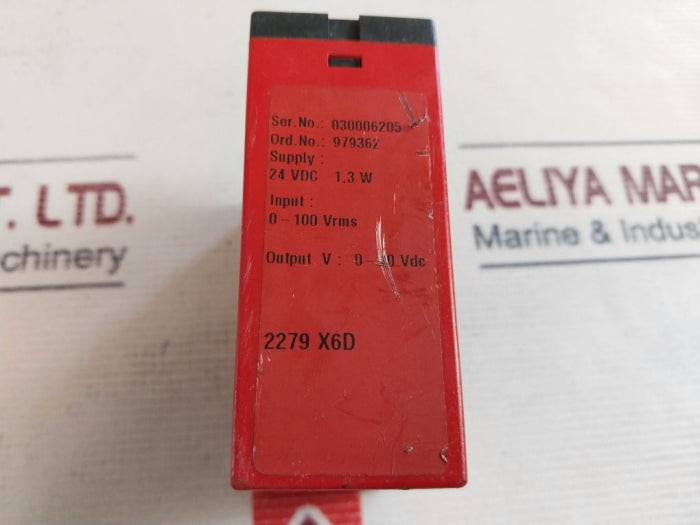 Ser.No.: 030006205
Ord.No.: 979362
Supply :
24 VDC 1.3 W
Input :
0 – 100 Vrms
Output V : 0 – Vdc
2279 X6D
T. LTD.
chinery
AELIYA MAR
Marine & Indus